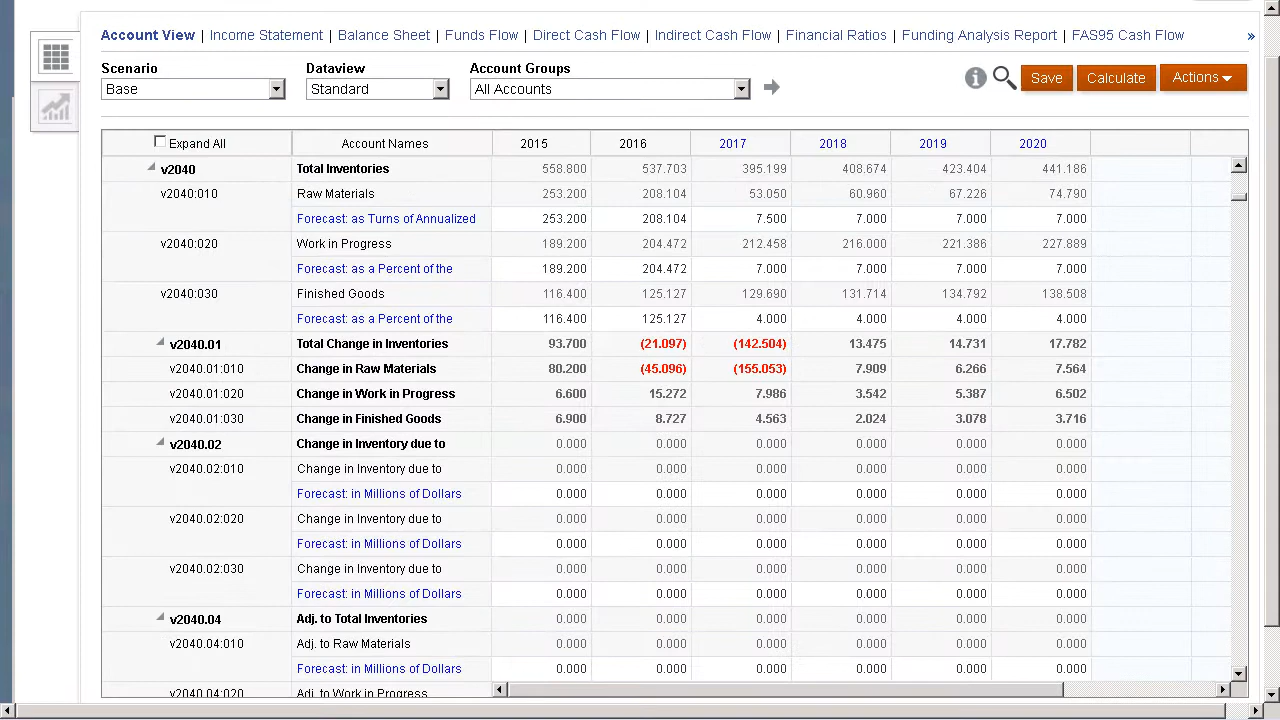 Account View | Income Statement | Balance Sheet | Funds Flow | Direct Cash Flow | Indirect Cash Flow | Financial Ratios | Funding Analysis Report | FAS95 Cash Flow »
Scenario Dataview Account Groups
Base Standard All Accounts Save Calculate Actions
Expand All Account Names 2015 2016 2017 2018 2019 2020
v2040 Total Inventories 558.800 537.703 395.199 408.674 423.404 441.186
v2040:010 Raw Materials 253.200 208.104 53.050 60.960 67.226 74.790
Forecast: as Turns of Annualized 253.200 208.104 7.500 7.000 7.000 7.000
v2040:020 Work in Progress 189.200 204.472 212.458 216.000 221.386 227.889
Forecast: as a Percent of the 189.200 204.472 7.000 7.000 7.000 7.000
v2040:030 Finished Goods 116.400 125.127 129.690 131.714 134.792 138.508
Forecast: as a Percent of the 116.400 125.127 4.000 4.000 4.000 4.000
v2040.01 Total Change in Inventories 93.700 (21.097) (142.504) 13.475 14.731 17.782
v2040.01:010 Change in Raw Materials 80.200 (45.096) (155.053) 7.909 6.266 7.564
v2040.01:020 Change in Work in Progress 6.600 15.272 7.986 3.542 5.387 6.502
v2040.01:030 Change in Finished Goods 6.900 8.727 4.563 2.024 3.078 3.716
v2040.02 Change in Inventory due to 0.000 0.000 0.000 0.000 0.000 0.000
v2040.02:010 Change in Inventory due to 0.000 0.000 0.000 0.000 0.000 0.000
Forecast: in Millions of Dollars 0.000 0.000 0.000 0.000 0.000 0.000
v2040.02:020 Change in Inventory due to 0.000 0.000 0.000 0.000 0.000 0.000
Forecast: in Millions of Dollars 0.000 0.000 0.000 0.000 0.000 0.000
v2040.02:030 Change in Inventory due to 0.000 0.000 0.000 0.000 0.000 0.000
Forecast: in Millions of Dollars 0.000 0.000 0.000 0.000 0.000 0.000
v2040.04 Adj. to Total Inventories 0.000 0.000 0.000 0.000 0.000 0.000
v2040.04:010 Adj. to Raw Materials 0.000 0.000 0.000 0.000 0.000 0.000
Forecast: in Millions of Dollars 0.000 0.000 0.000 0.000 0.000 0.000
v2040.04:020 Adj. to Work in Progress